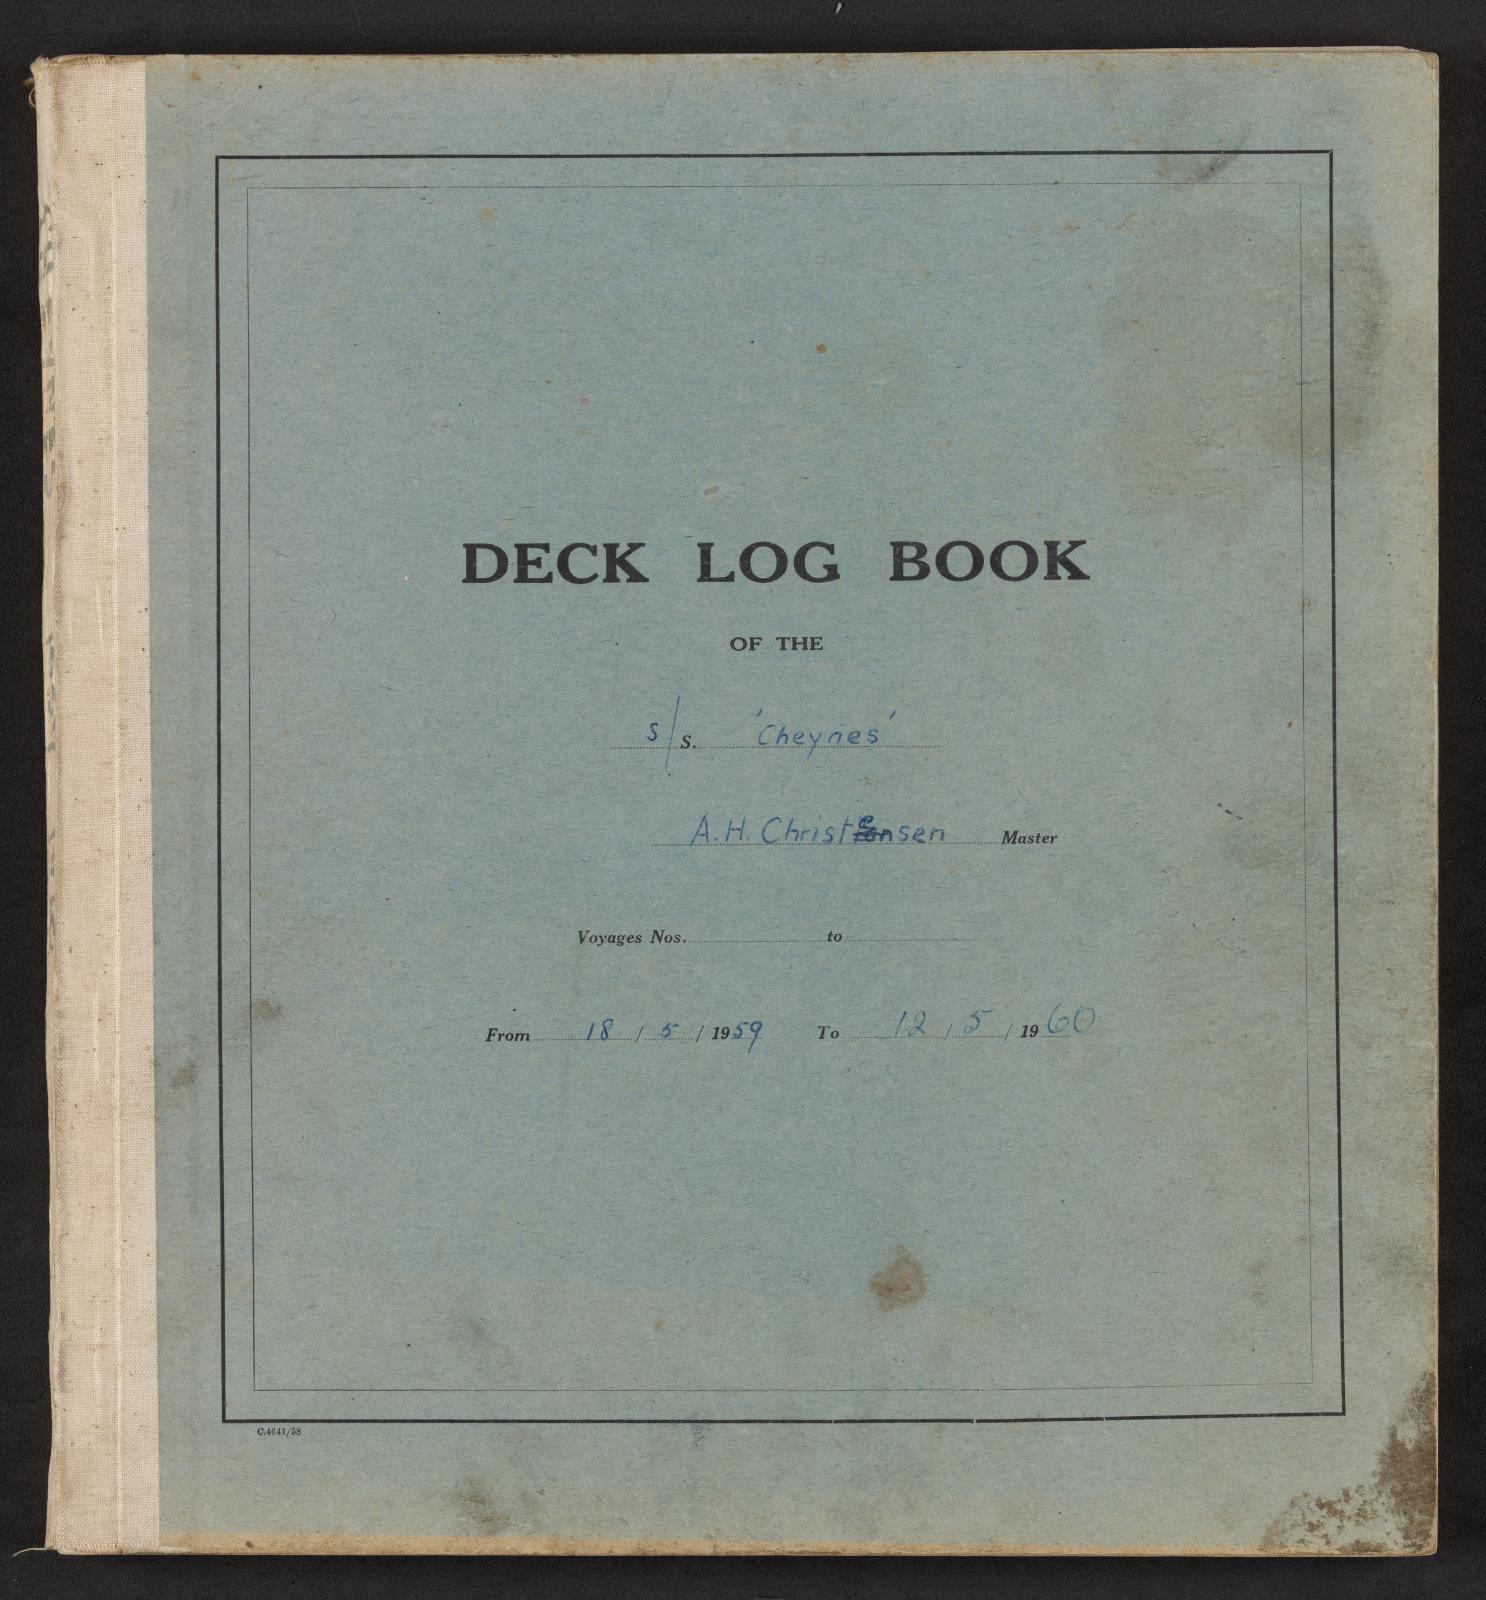 DECK LOG BOOK
OF THE
S/S. 'Cheynes'
A. H. Christensen Master
Voyages Nos. to
From 18 / 5 / 1959 To 12 / 5 / 1960
C.4641/58